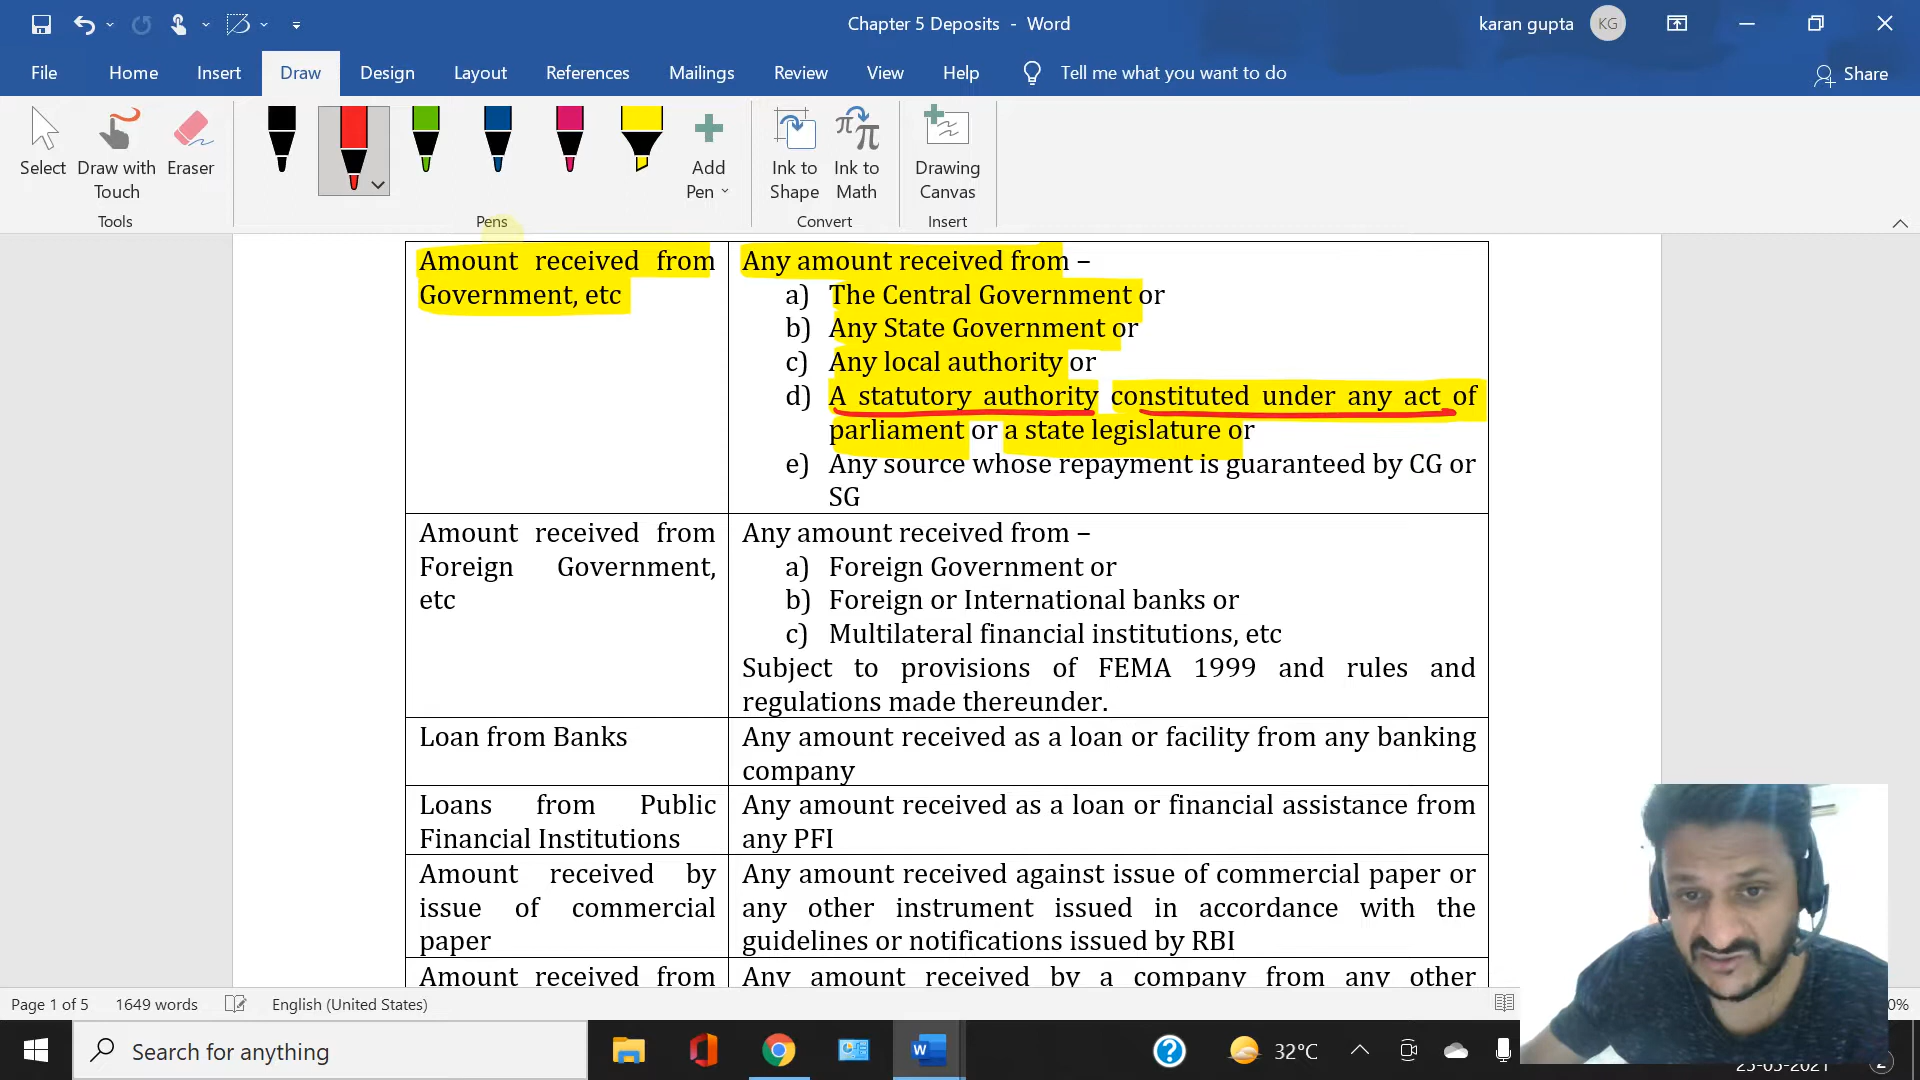 Chapter 5 Deposits - Word
karan gupta
KG
File Home Insert Draw Design Layout References Mailings Review View Help Tell me what you want to do Share
Select
Draw with Touch
Eraser
Add Pen
Ink to Shape
Ink to Math
Drawing Canvas
Tools
Pens
Convert
Insert
Amount received from
Government, etc
Any amount received from –
a) The Central Government or
b) Any State Government or
c) Any local authority or
d) A statutory authority constituted under any act of
parliament or a state legislature or
e) Any source whose repayment is guaranteed by CG or
SG
Amount received from
Foreign Government,
etc
Any amount received from –
a) Foreign Government or
b) Foreign or International banks or
c) Multilateral financial institutions, etc
Subject to provisions of FEMA 1999 and rules and
regulations made thereunder.
Loan from Banks
Any amount received as a loan or facility from any banking
company
Loans from Public
Financial Institutions
Any amount received as a loan or financial assistance from
any PFI
Amount received by
issue of commercial
paper
Any amount received against issue of commercial paper or
any other instrument issued in accordance with the
guidelines or notifications issued by RBI
Amount received from
Any amount received by a company from any other
Page 1 of 5 1649 words English (United States)
Search for anything
32°C